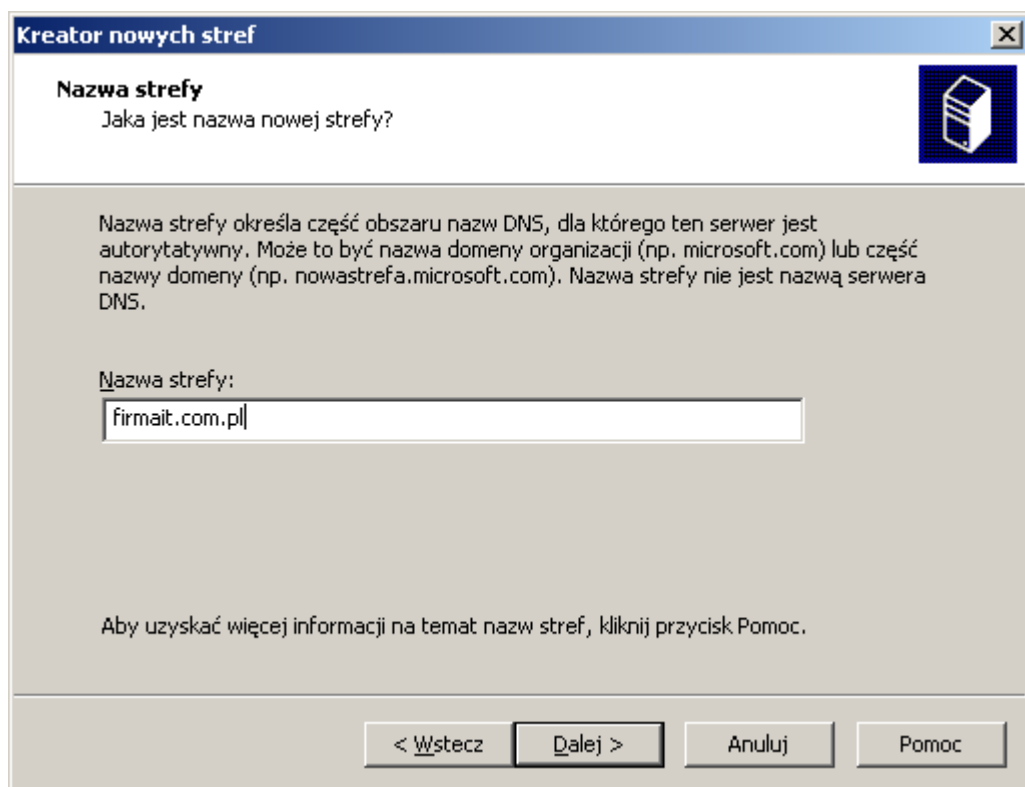 Kreator nowych stref
Nazwa strefy
Jaka jest nazwa nowej strefy?
Nazwa strefy określa część obszaru nazw DNS, dla którego ten serwer jest
autorytatywny. Może to być nazwa domeny organizacji (np. microsoft.com) lub część
nazwy domeny (np. nowastrefa.microsoft.com). Nazwa strefy nie jest nazwą serwera
DNS.
Nazwa strefy:
firmait.com.pl
Aby uzyskać więcej informacji na temat nazw stref, kliknij przycisk Pomoc.
< Wstecz Dalej > Anuluj Pomoc